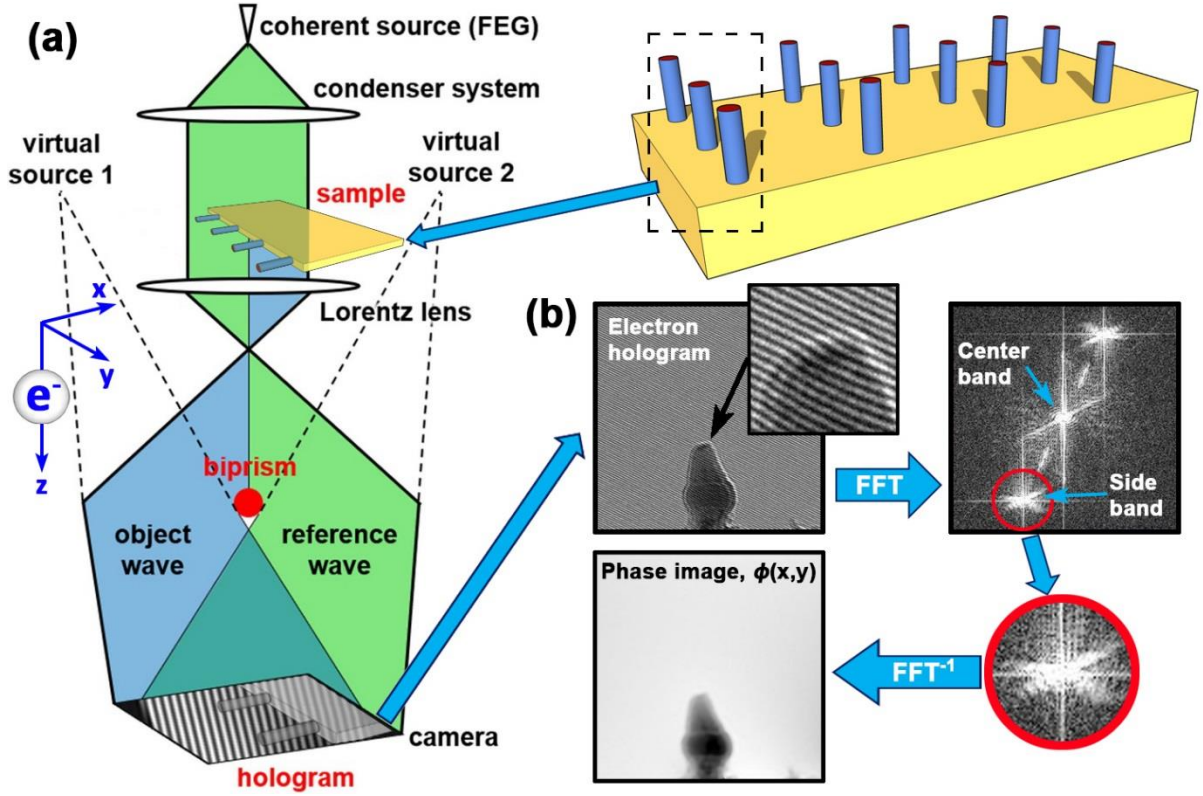 (a)
coherent source (FEG)
condenser system
virtual
source 1
virtual
source 2
sample
Lorentz lens
x
y
e-
z
biprism
object
wave
reference
wave
camera
hologram
(b)
Electron
hologram
FFT
Center
band
Side
band
Phase image, ϕ(x,y)
FFT-1